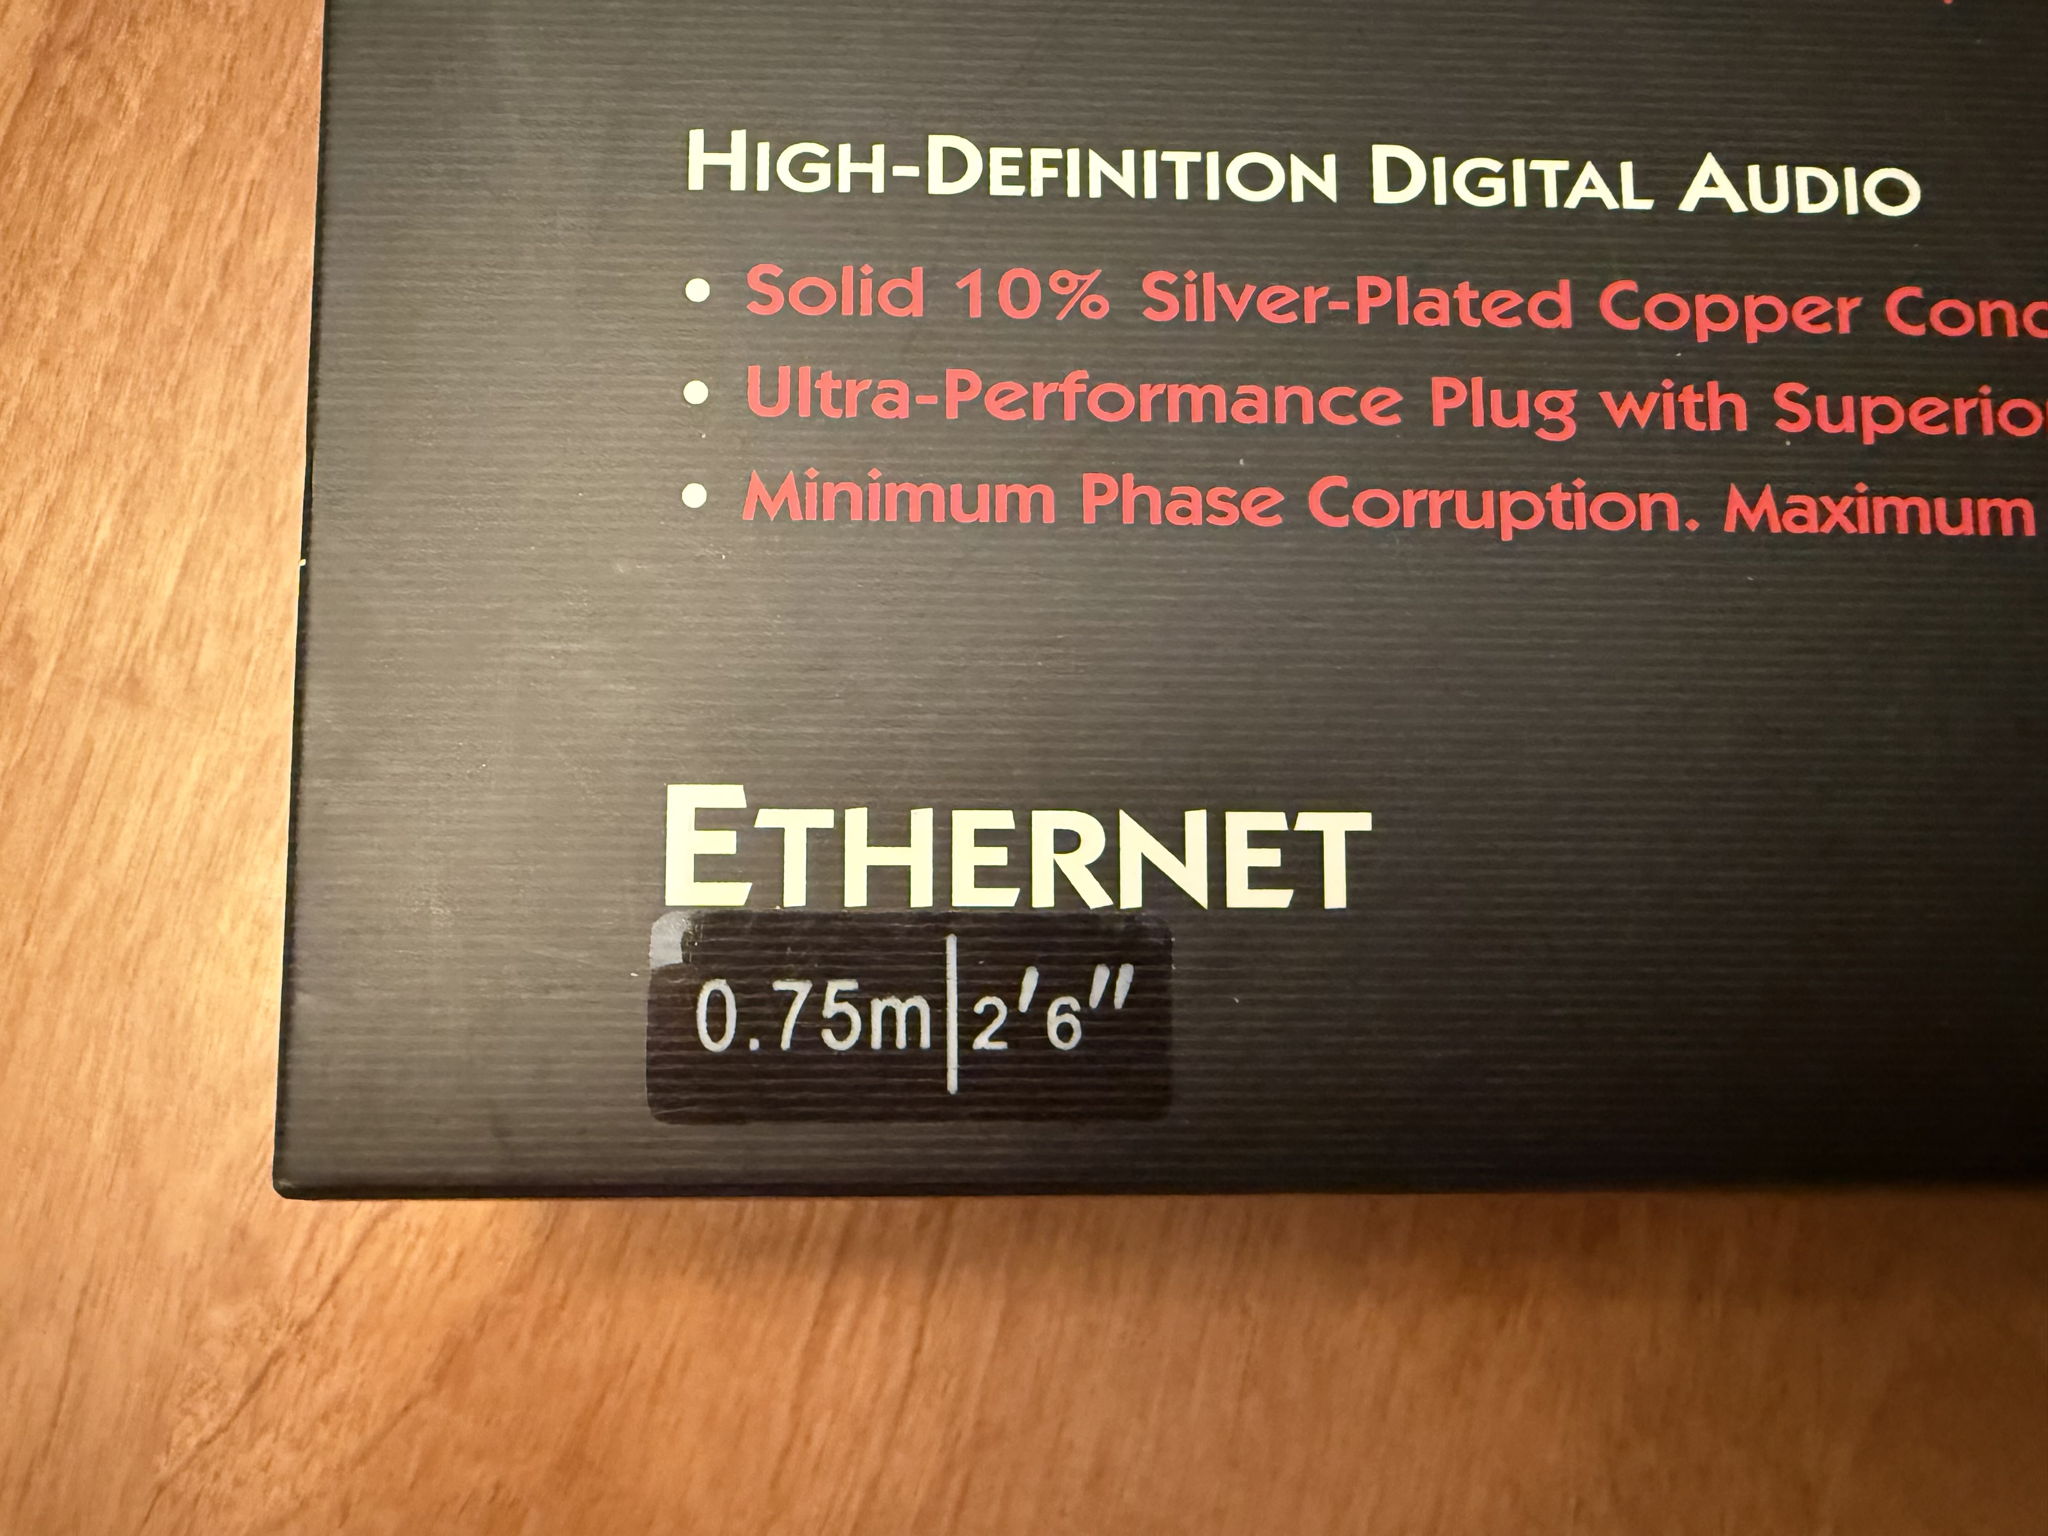 High-Definition Digital Audio
• Solid 10% Silver-Plated Copper
• Ultra-Performance Plug with
• Minimum Phase Corruption. Maximum
Ethernet
0.75m|2'6"